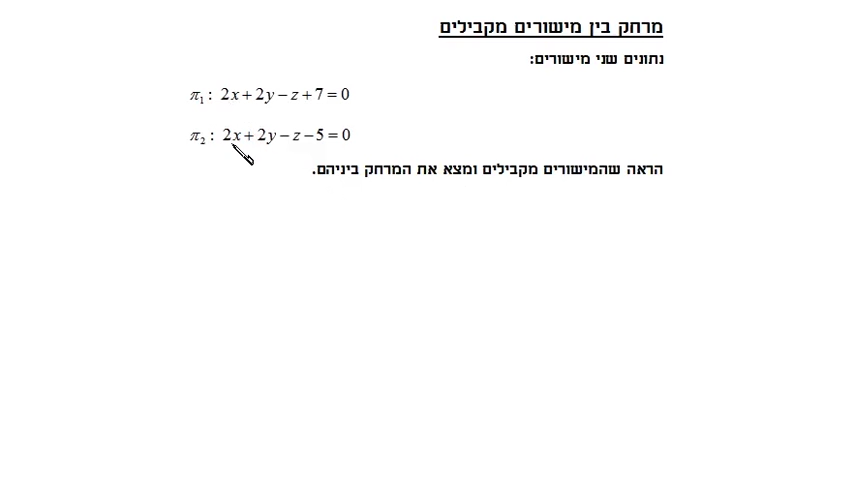 מרחק בין מישורים מקבילים
נתונים שני מישורים:
π₁: 2x + 2y − z + 7 = 0
π₂: 2x + 2y − z − 5 = 0
הראה שהמישורים מקבילים ומצא את המרחק ביניהם.